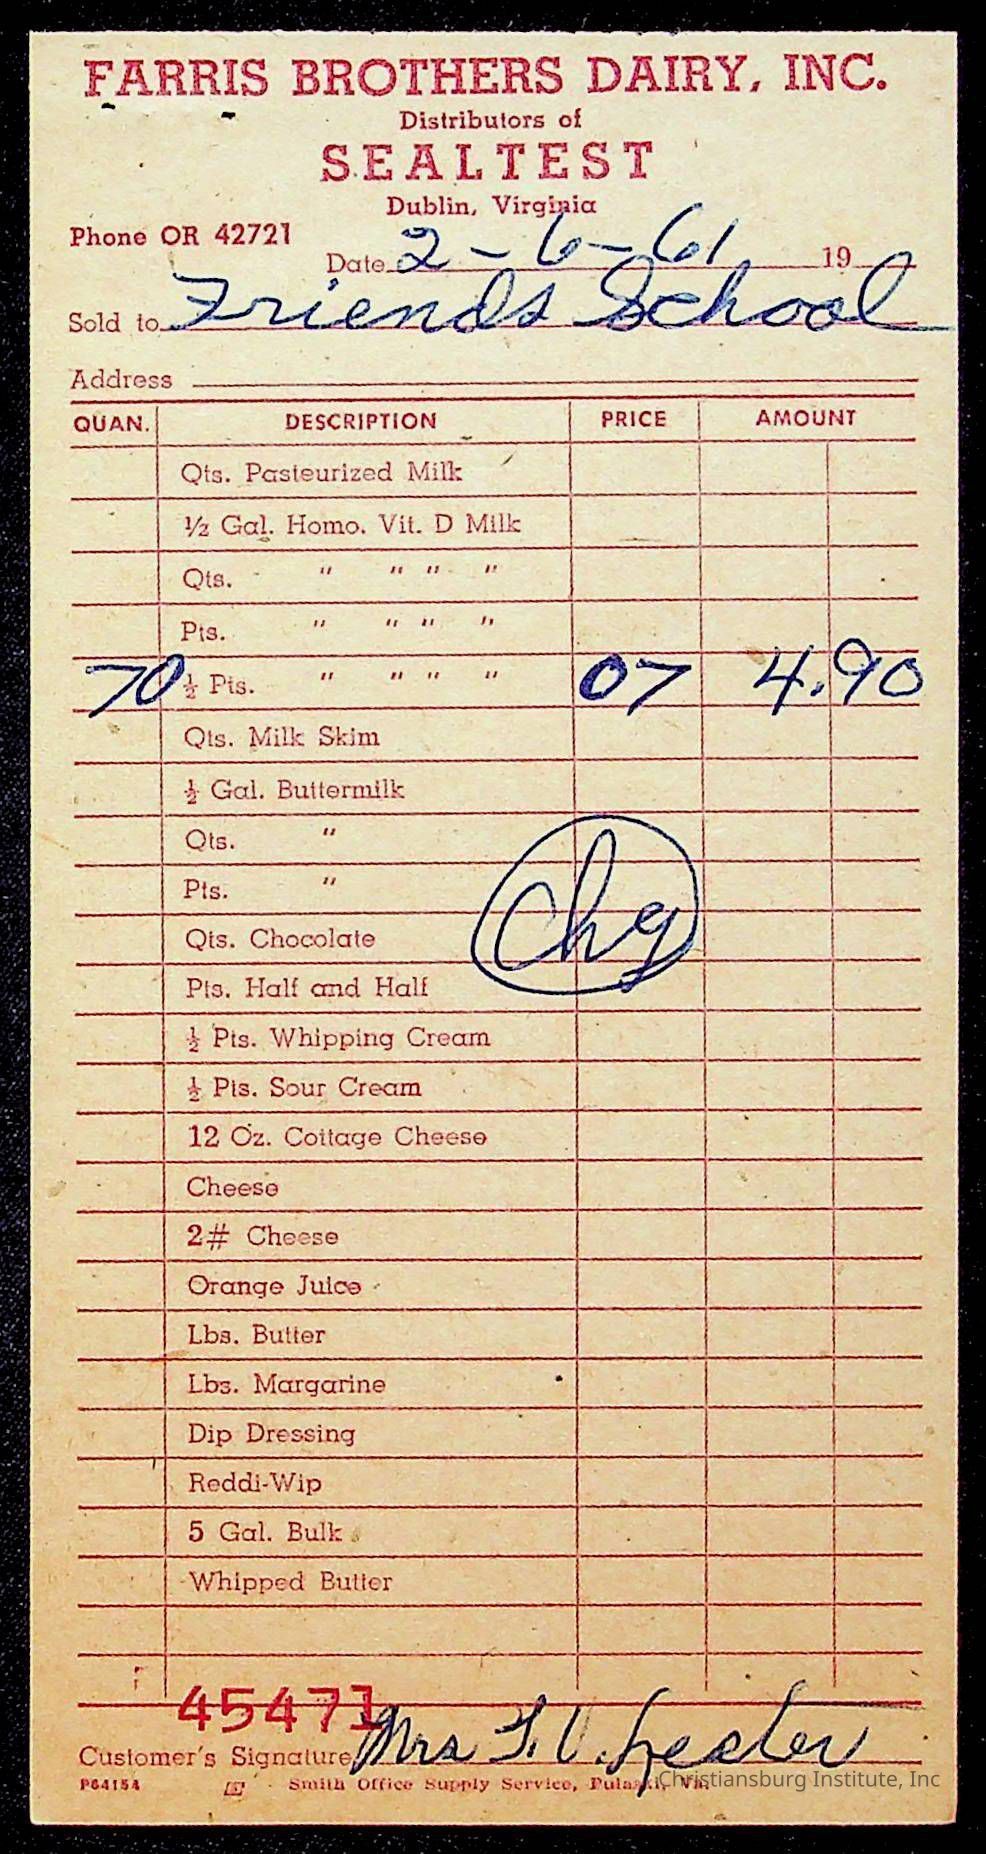 FARRIS BROTHERS DAIRY, INC.
Distributors of
SEALTEST
Dublin, Virginia
Phone OR 42721
Date 2-6-61 19
Sold to Friends School
Address
QUAN. DESCRIPTION PRICE AMOUNT
Qts. Pasteurized Milk
½ Gal. Homo. Vit. D Milk
Qts. " " " "
Pts. " " " "
70 ½ Pts. " " " " 07 4.90
Qts. Milk Skim
½ Gal. Buttermilk
Qts. "
Pts. "
Chg
Qts. Chocolate
Pts. Half and Half
½ Pts. Whipping Cream
½ Pts. Sour Cream
12 Oz. Cottage Cheese
Cheese
2# Cheese
Orange Juice
Lbs. Butter
Lbs. Margarine
Dip Dressing
Reddi-Wip
5 Gal. Bulk
Whipped Butter
45471
Customer's Signature Mrs F. V. Lester
P64154 Smith Office Supply Service, Pulaski, Va.
Christiansburg Institute, Inc